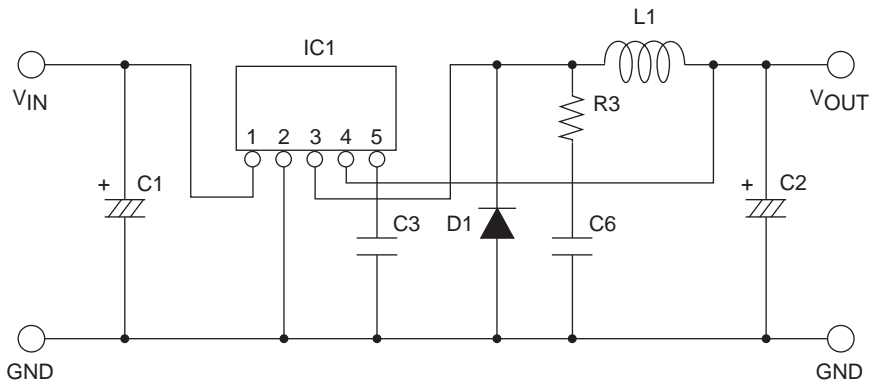 L1
IC1
VIN
VOUT
R3
1 2 3 4 5
+ C1
C3
D1
C6
+ C2
GND
GND